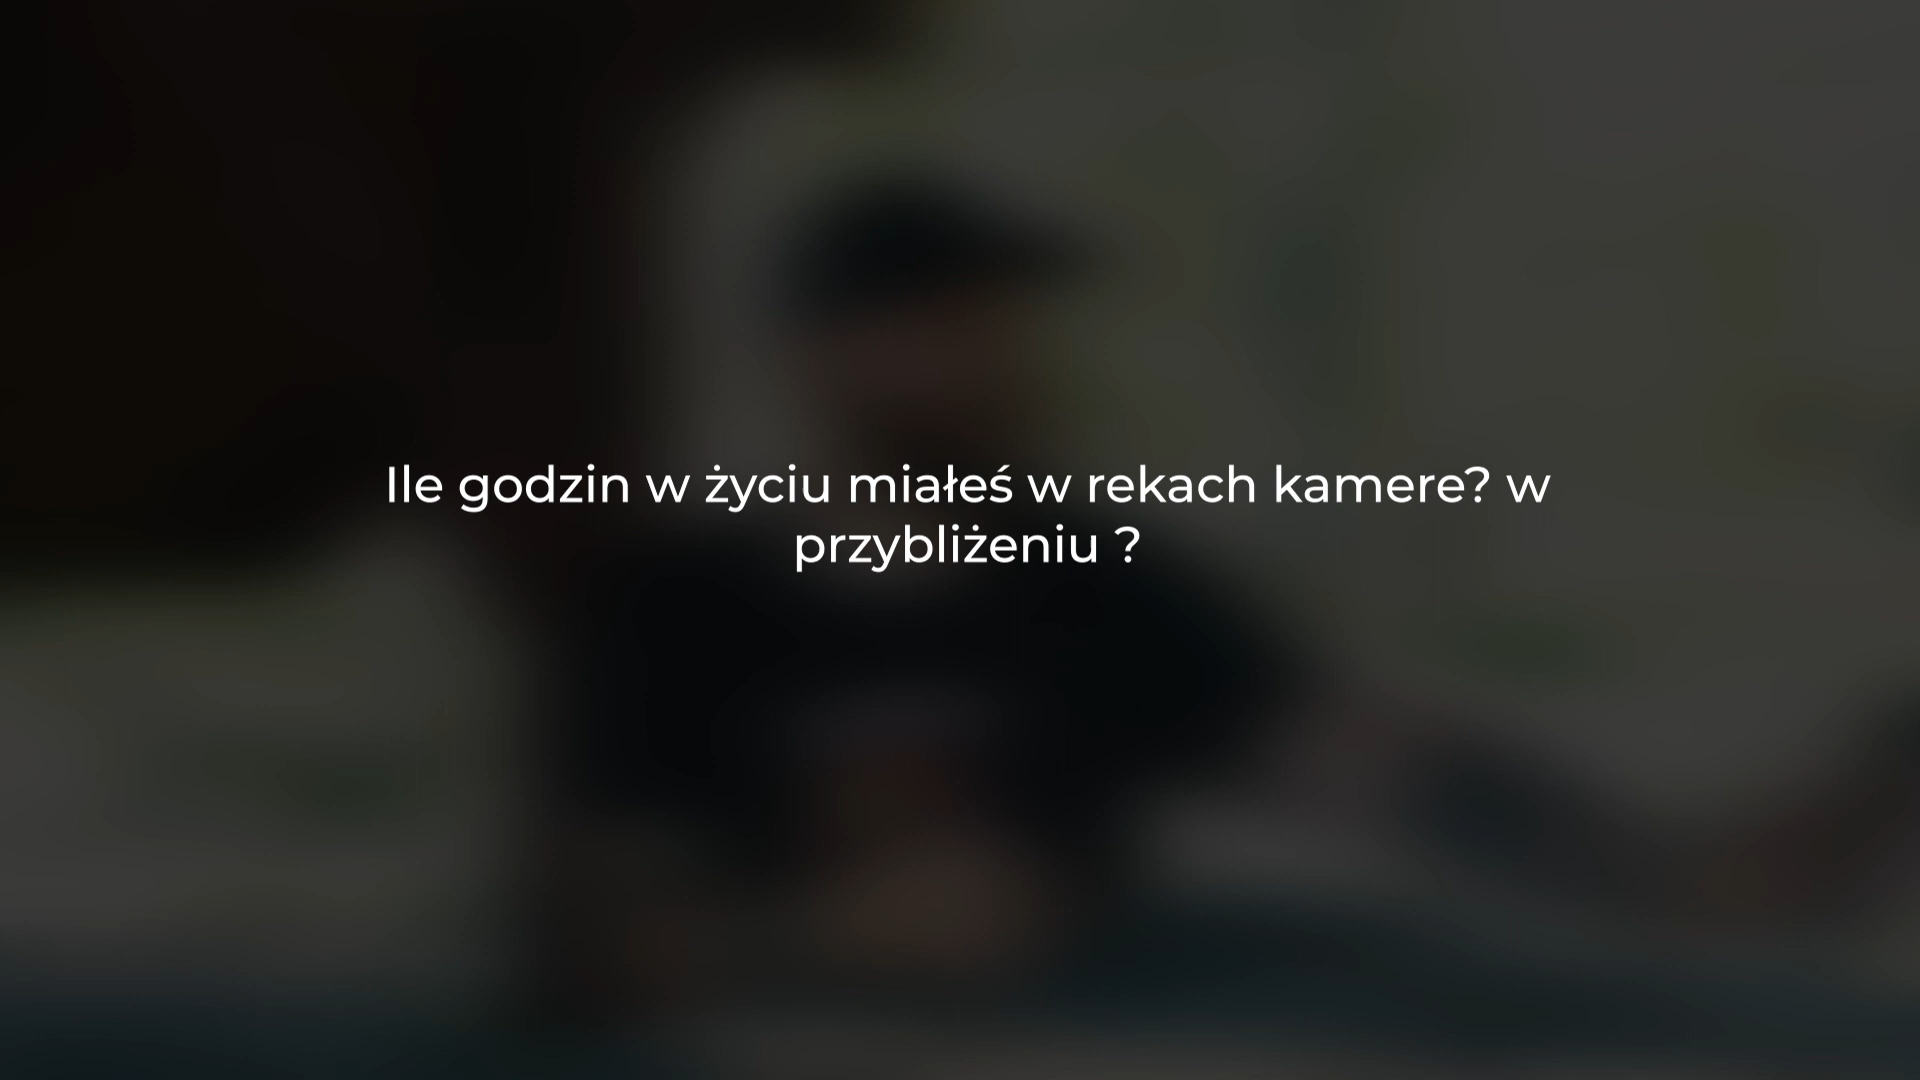 Ile godzin w życiu miałeś w rekach kamere? w
przybliżeniu ?